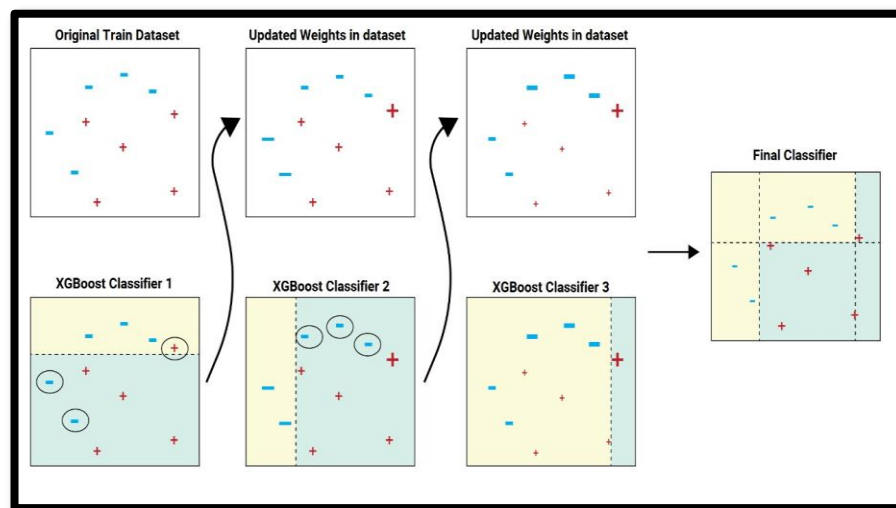 Original Train Dataset
Updated Weights in dataset
Updated Weights in dataset
Final Classifier
XGBoost Classifier 1
XGBoost Classifier 2
XGBoost Classifier 3